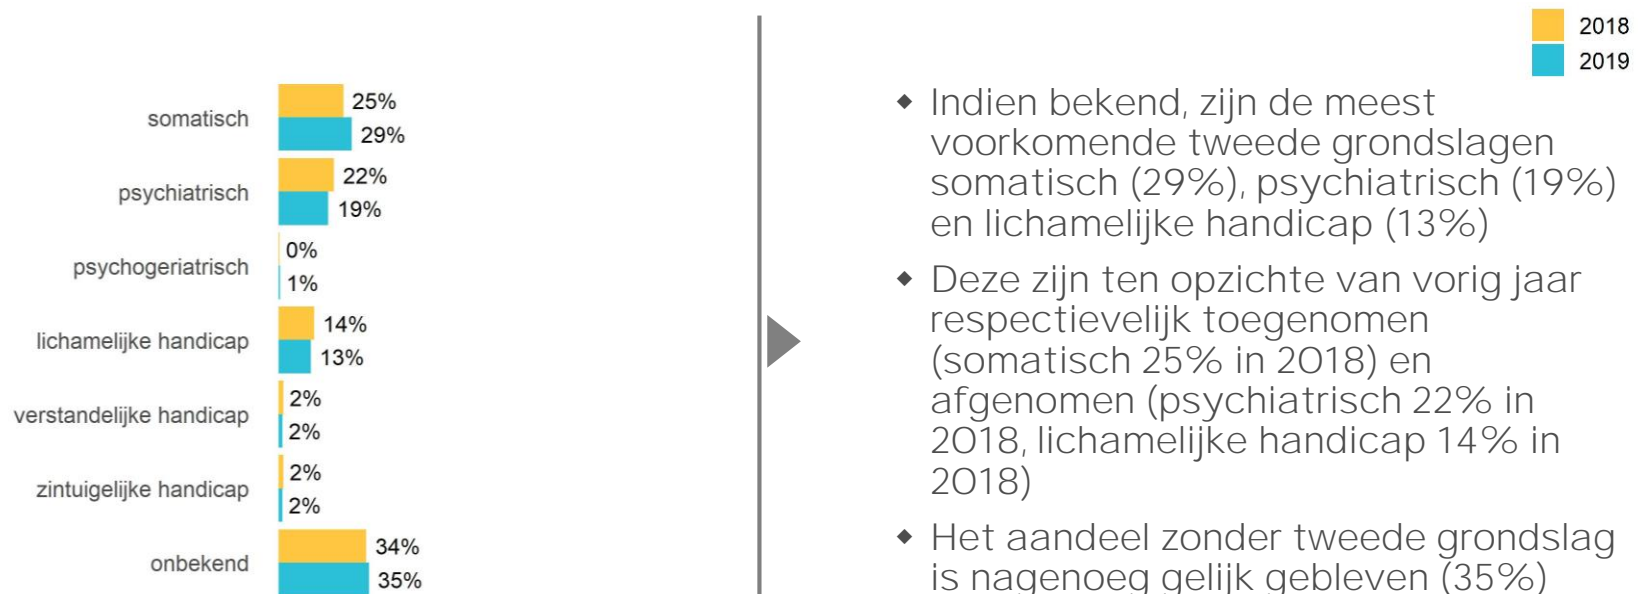 somatisch
25%
29%
psychiatrisch
22%
19%
psychogeriatrisch
0%
1%
lichamelijke handicap
14%
13%
verstandelijke handicap
2%
2%
zintuigelijke handicap
2%
2%
onbekend
34%
35%
2018
2019
◆ Indien bekend, zijn de meest
voorkomende tweede grondslagen
somatisch (29%), psychiatrisch (19%)
en lichamelijke handicap (13%)
◆ Deze zijn ten opzichte van vorig jaar
respectievelijk toegenomen
(somatisch 25% in 2018) en
afgenomen (psychiatrisch 22% in
2018, lichamelijke handicap 14% in
2018)
◆ Het aandeel zonder tweede grondslag
is nagenoeg gelijk gebleven (35%)